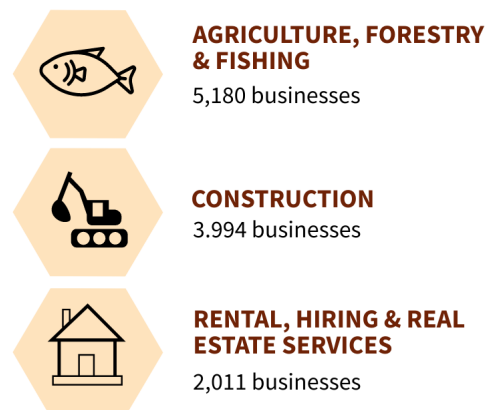 AGRICULTURE, FORESTRY
& FISHING
5,180 businesses
CONSTRUCTION
3.994 businesses
RENTAL, HIRING & REAL
ESTATE SERVICES
2,011 businesses